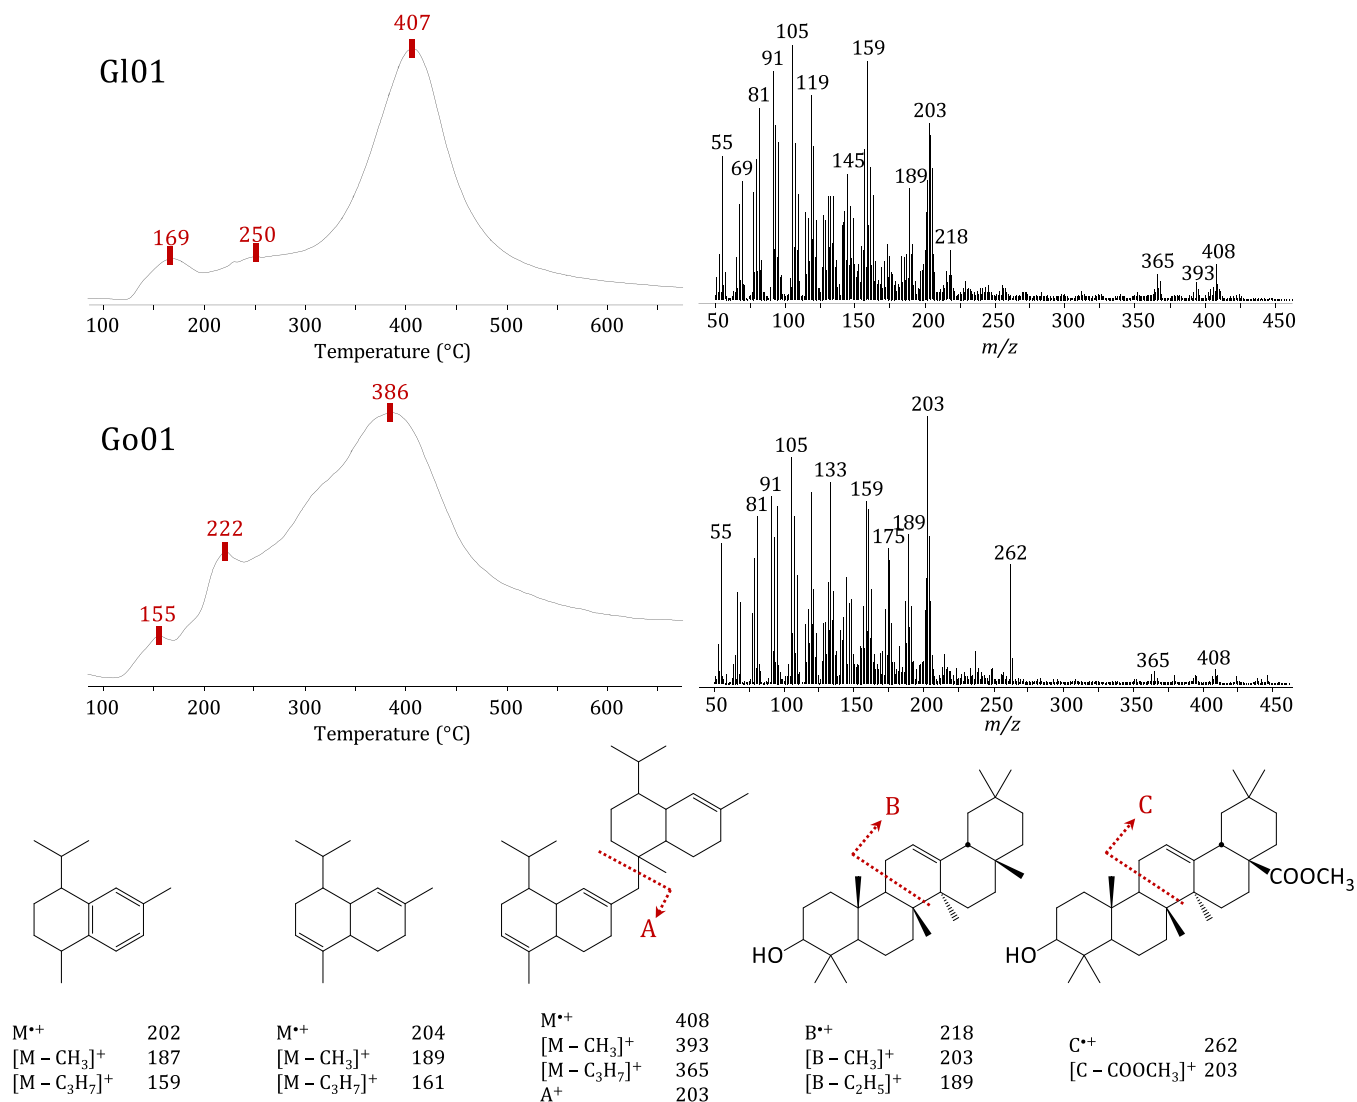 Gl01
407
169
250
100 200 300 400 500 600
Temperature (°C)
55
69
81
91
105
119
145
159
189
203
218
365
393
408
50 100 150 200 250 300 350 400 450
m/z
Go01
386
222
155
100 200 300 400 500 600
Temperature (°C)
55
81
91
105
133
159
175
189
203
262
365
408
50 100 150 200 250 300 350 400 450
m/z
A
B
HO
C
COOCH₃
HO
M•⁺ 202
[M – CH₃]⁺ 187
[M – C₃H₇]⁺ 159
M•⁺ 204
[M – CH₃]⁺ 189
[M – C₃H₇]⁺ 161
M•⁺ 408
[M – CH₃]⁺ 393
[M – C₃H₇]⁺ 365
A⁺ 203
B•⁺ 218
[B – CH₃]⁺ 203
[B – C₂H₅]⁺ 189
C•⁺ 262
[C – COOCH₃]⁺ 203